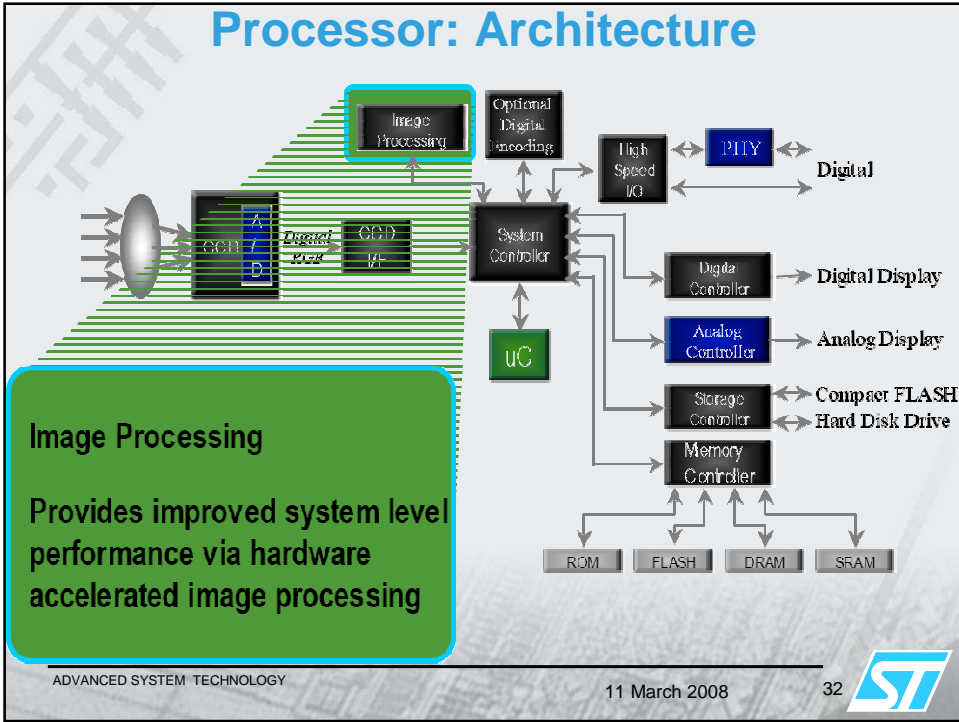 Processor: Architecture
Image
Processing
Optional
Digital
Encoding
High
Speed
I/O
PHY
Digital
CCD
A
/
D
Digital
RGB
CCD
I/F
System
Controller
Digital
Controller
Digital Display
uC
Analog
Controller
Analog Display
Storage
Controller
Compact FLASH
Hard Disk Drive
Memory
Controller
ROM
FLASH
DRAM
SRAM
Image Processing
Provides improved system level
performance via hardware
accelerated image processing
ADVANCED SYSTEM TECHNOLOGY
11 March 2008
32
ST